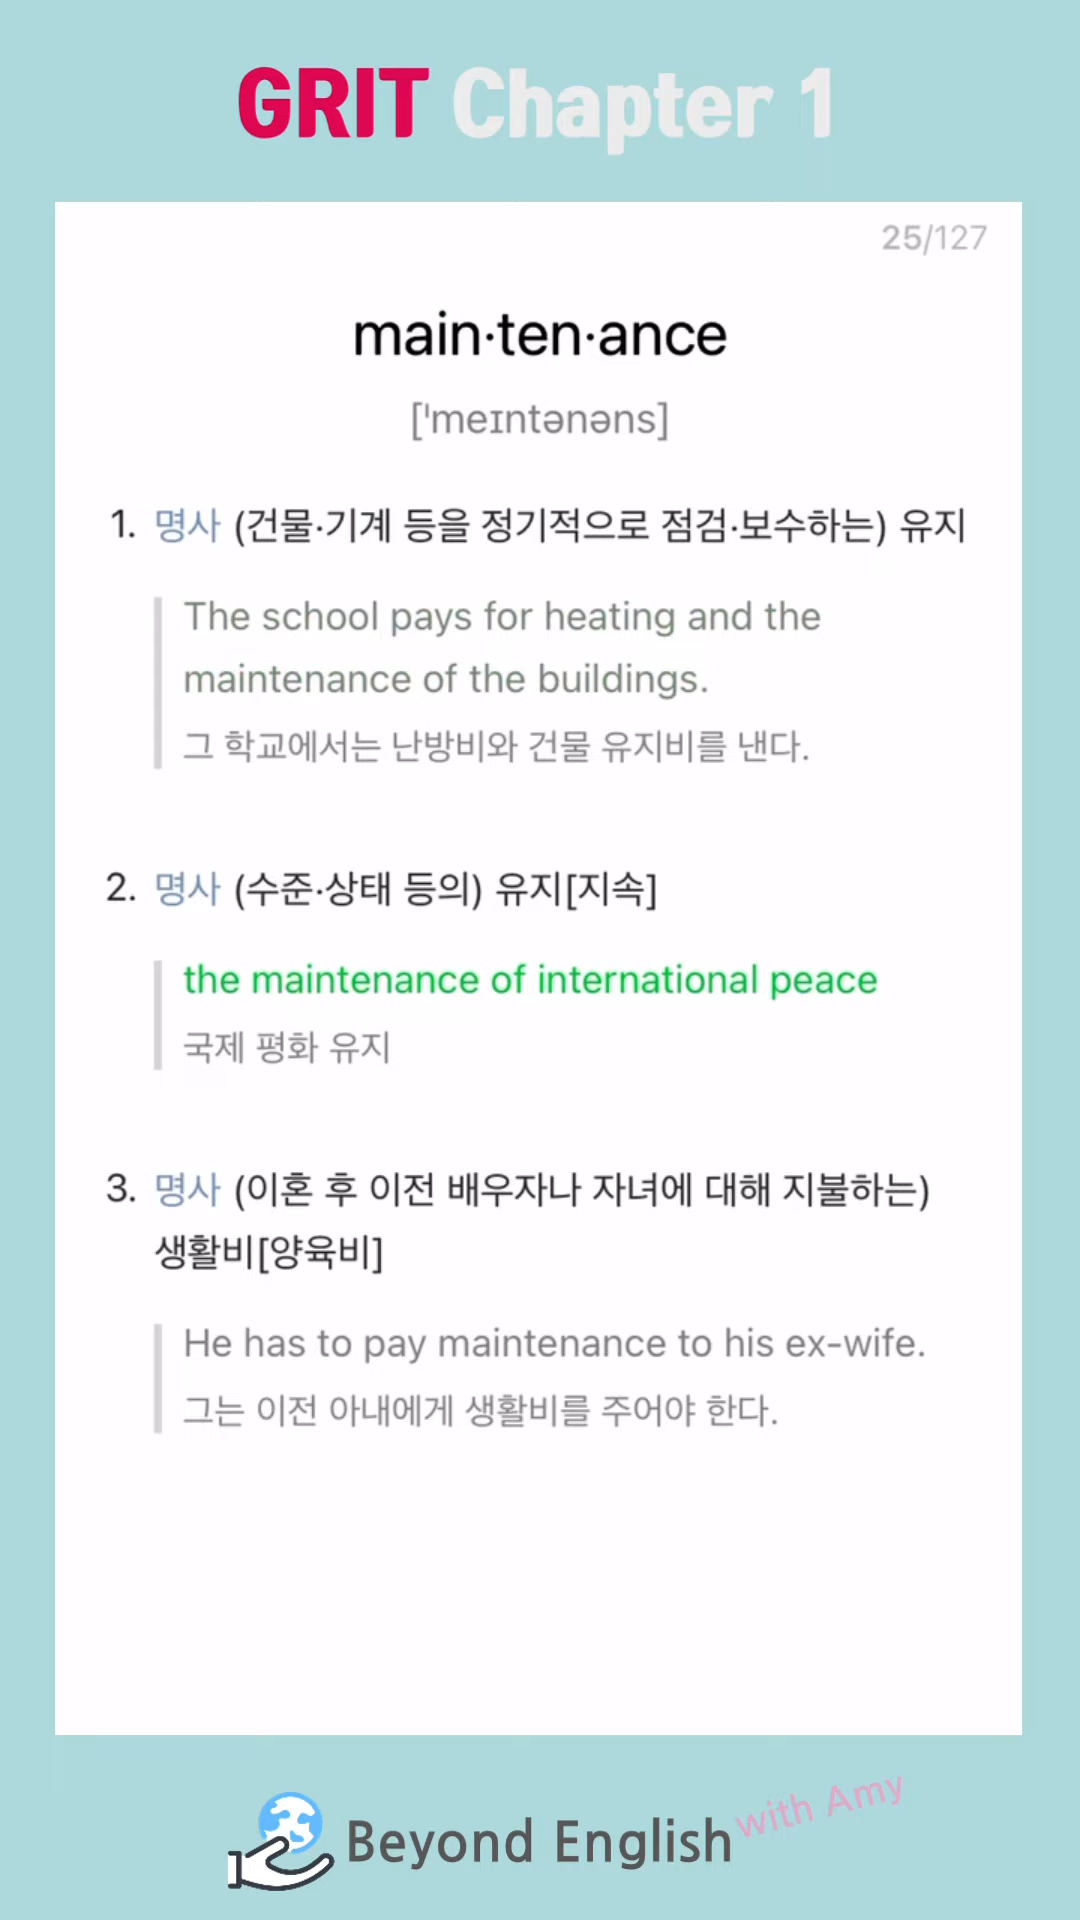 GRIT Chapter 1
25/127
main·ten·ance
[ˈmeɪntənəns]
1. 명사 (건물·기계 등을 정기적으로 점검·보수하는) 유지
The school pays for heating and the
maintenance of the buildings.
그 학교에서는 난방비와 건물 유지비를 낸다.
2. 명사 (수준·상태 등의) 유지[지속]
the maintenance of international peace
국제 평화 유지
3. 명사 (이혼 후 이전 배우자나 자녀에 대해 지불하는)
생활비[양육비]
He has to pay maintenance to his ex-wife.
그는 이전 아내에게 생활비를 주어야 한다.
Beyond English with Amy